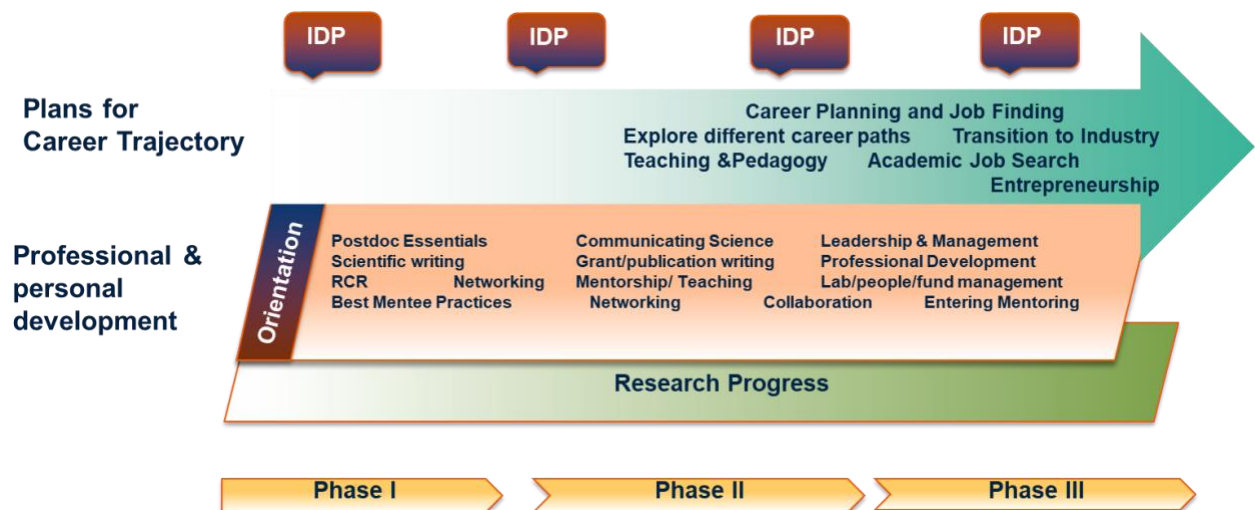 IDP IDP IDP IDP
Plans for
Career Trajectory
Career Planning and Job Finding
Explore different career paths Transition to Industry
Teaching &Pedagogy Academic Job Search
Entrepreneurship
Professional &
personal
development
Orientation
Postdoc Essentials Communicating Science Leadership & Management
Scientific writing Grant/publication writing Professional Development
RCR Networking Mentorship/ Teaching Lab/people/fund management
Best Mentee Practices Networking Collaboration Entering Mentoring
Research Progress
Phase I Phase II Phase III